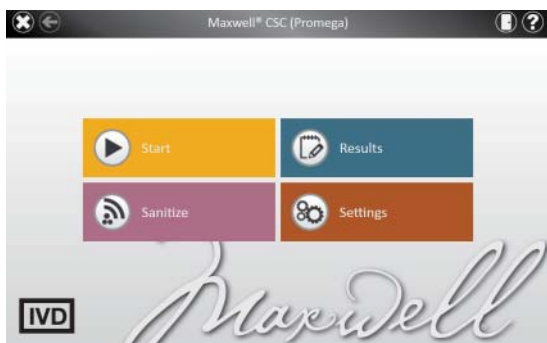 Maxwell® CSC (Promega)
?
Start
Results
Sanitize
Settings
IVD
Maxwell